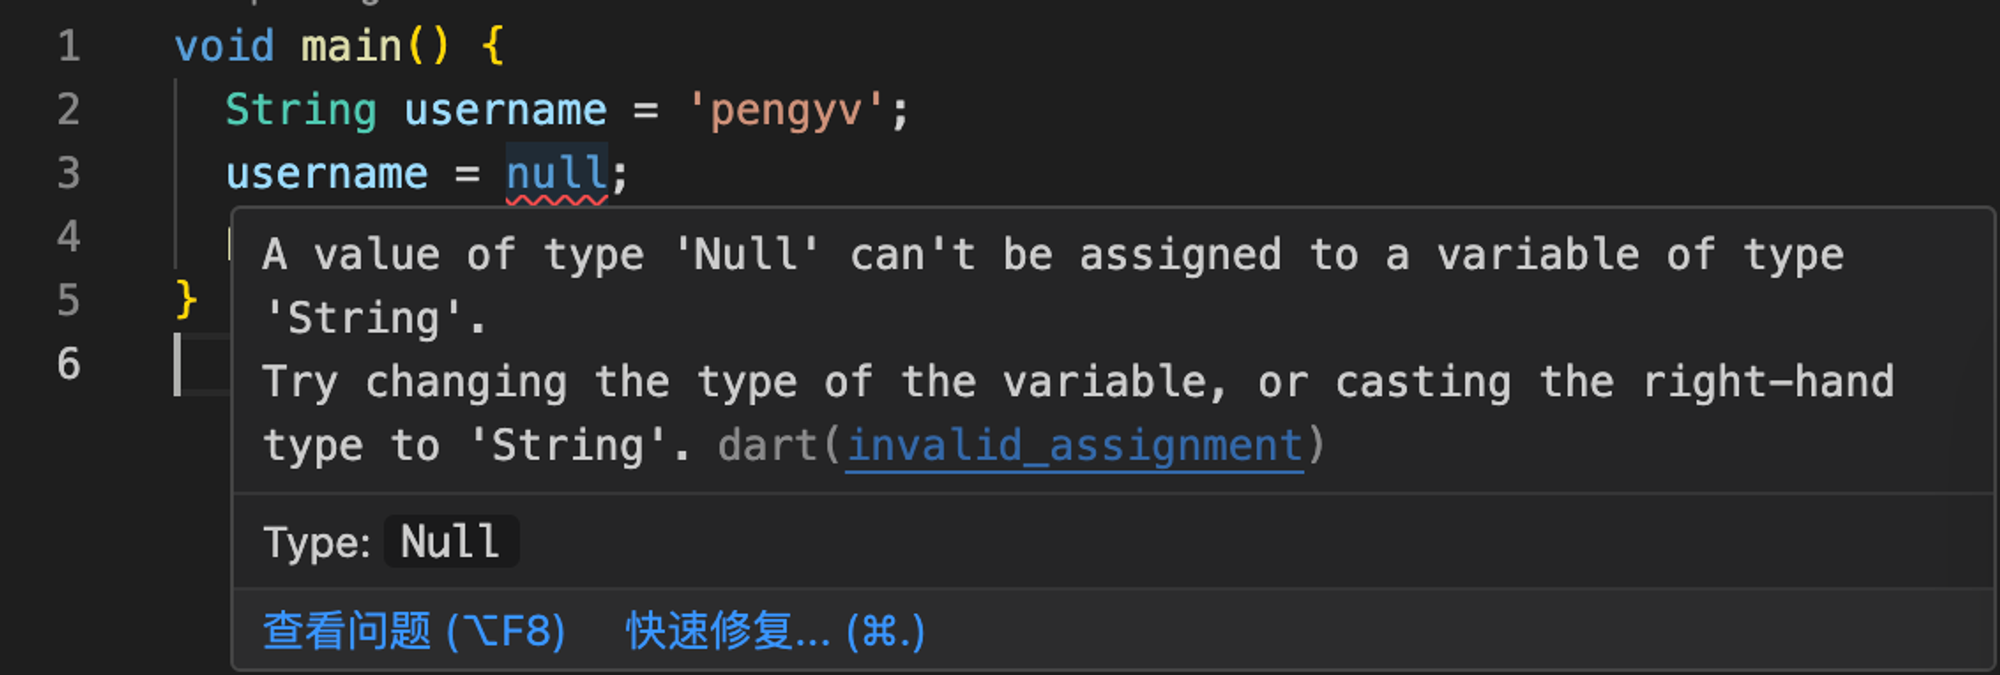 1 void main() {
2 String username = 'pengyv';
3 username = null;
4
A value of type 'Null' can't be assigned to a variable of type
'String'.
Try changing the type of the variable, or casting the right-hand
type to 'String'. dart(invalid_assignment)
Type: Null
查看问题 (⌥F8) 快速修复... (⌘.)
5 }
6